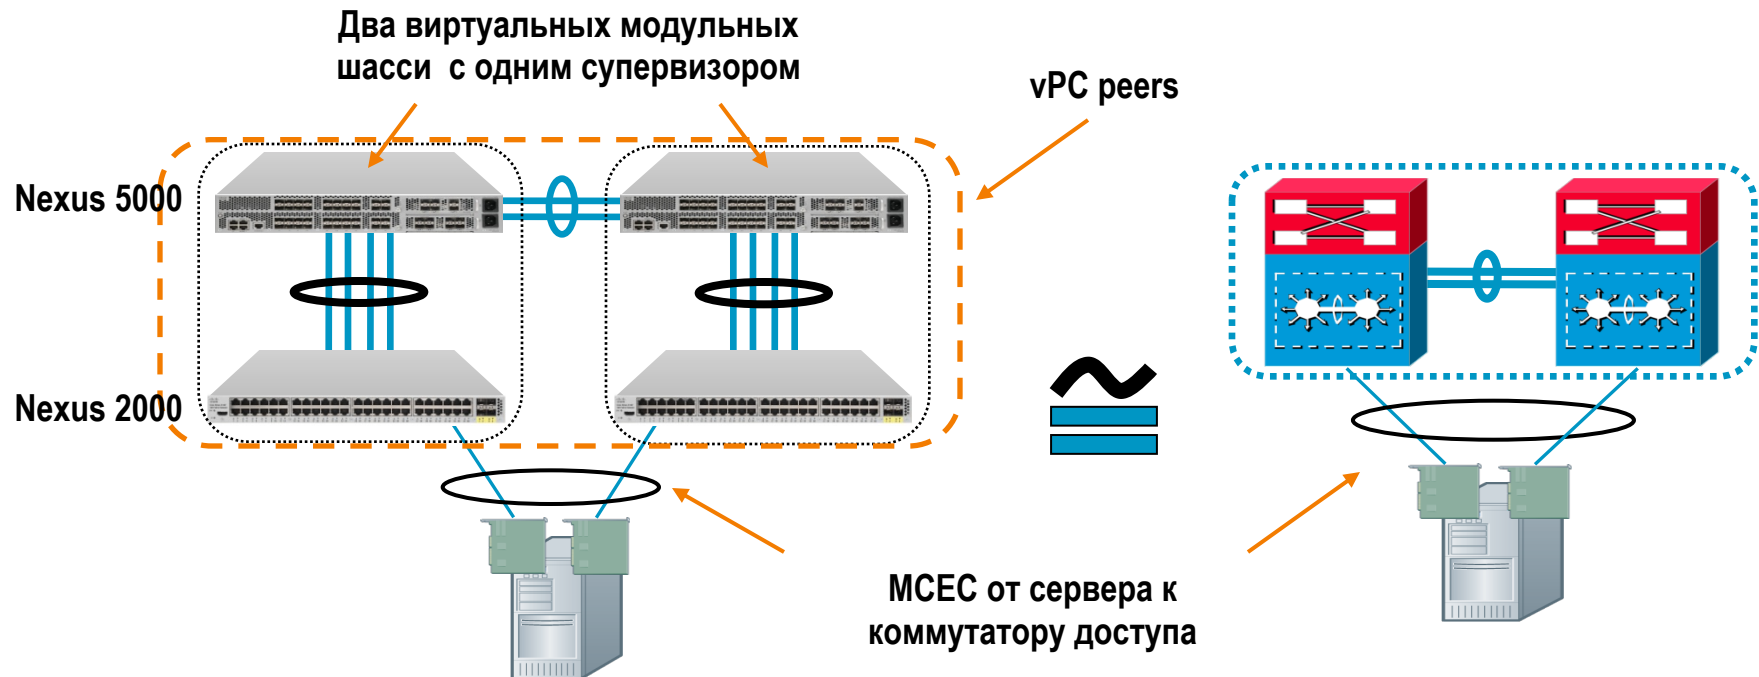 Два виртуальных модульных
шасси с одним супервизором
vPC peers
Nexus 5000
Nexus 2000
MCEC от сервера к
коммутатору доступа